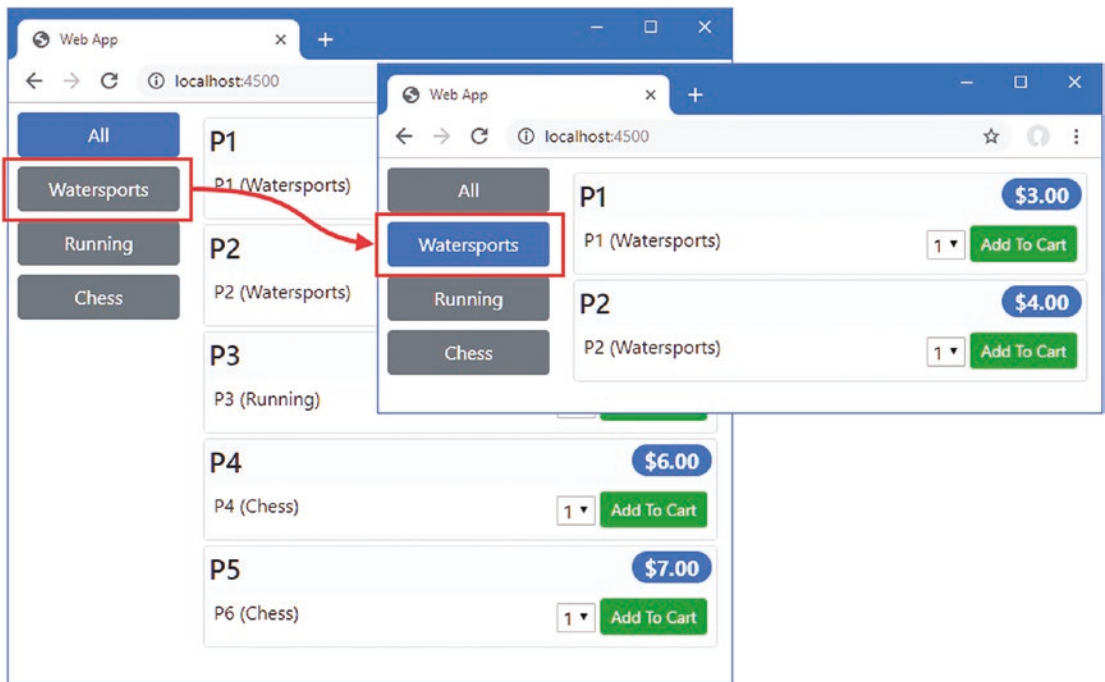 Web App
localhost:4500
All
Watersports
Running
Chess
P1
P1 (Watersports)
P2
P2 (Watersports)
P3
P3 (Running)
P4
$6.00
P4 (Chess)
1
Add To Cart
P5
$7.00
P6 (Chess)
1
Add To Cart
Web App
localhost:4500
All
Watersports
Running
Chess
P1
$3.00
P1 (Watersports)
1
Add To Cart
P2
$4.00
P2 (Watersports)
1
Add To Cart